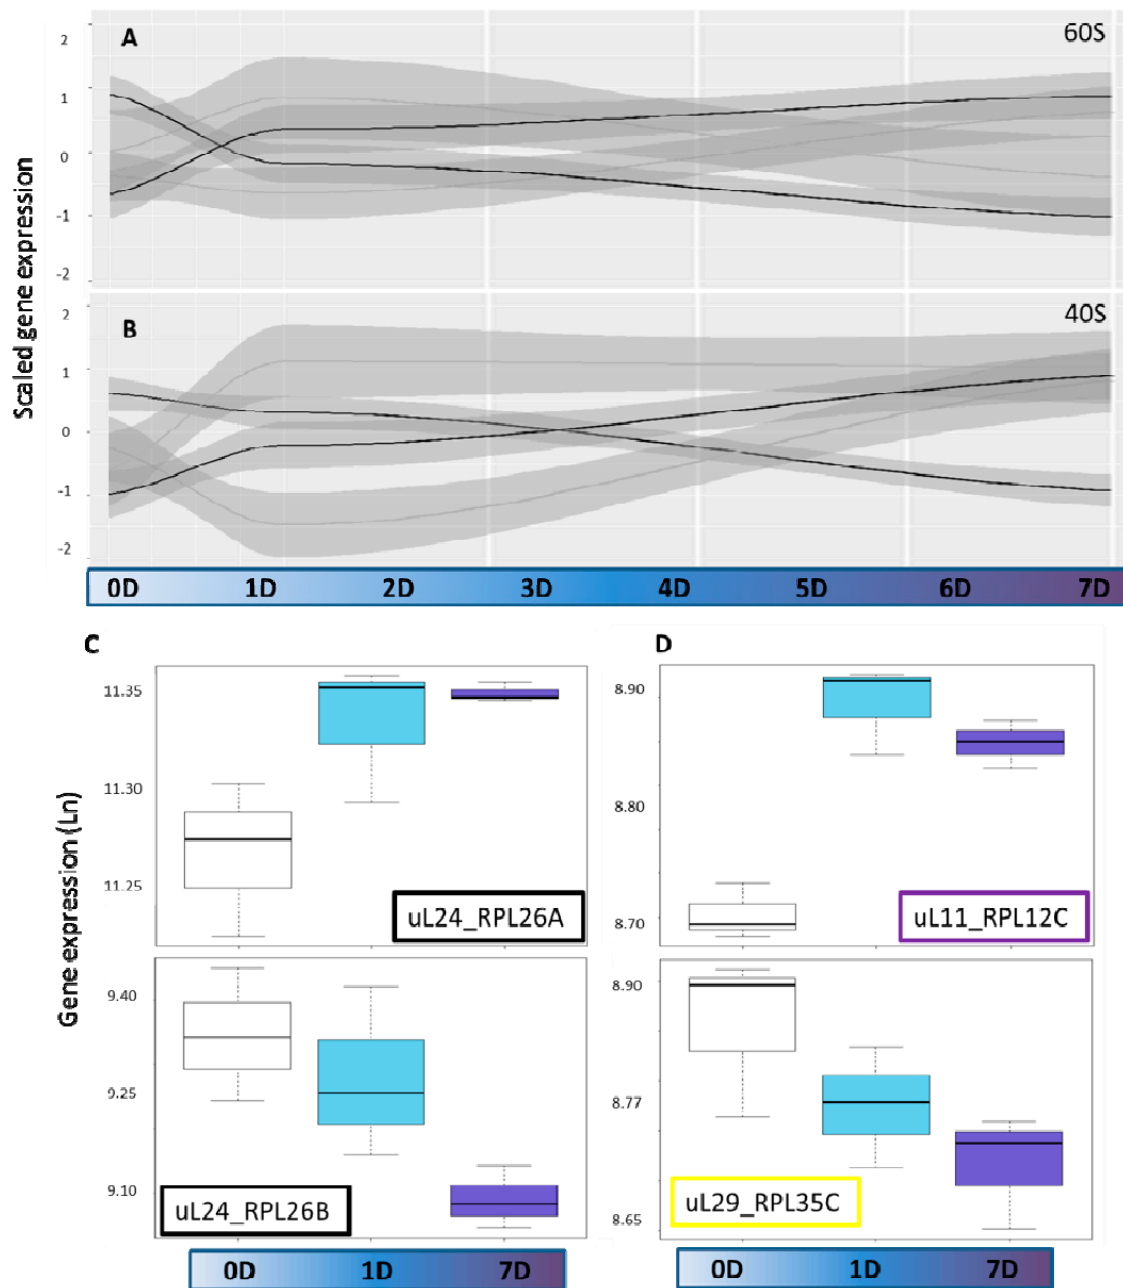 A
60S
2
1
0
-1
-2
B
40S
2
1
0
-1
-2
Scaled gene expression
0D 1D 2D 3D 4D 5D 6D 7D
C
11.35
11.30
11.25
uL24_RPL26A
9.40
9.25
9.10
uL24_RPL26B
Gene expression (Ln)
0D 1D 7D
D
8.90
8.80
8.70
uL11_RPL12C
8.90
8.77
8.65
uL29_RPL35C
0D 1D 7D